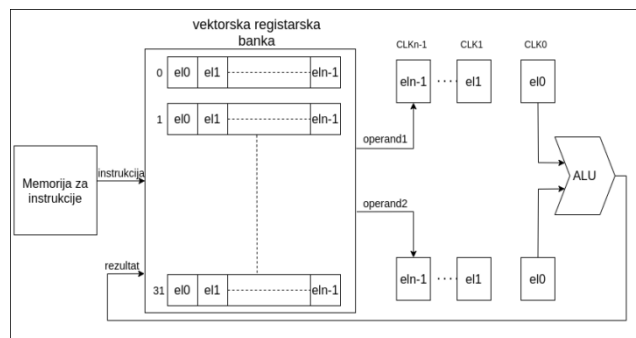 vektorska registarska
banka
CLKn-1 CLK1 CLK0
0 el0 el1 eln-1
eln-1 el1 el0
1 el0 el1 eln-1
operand1
Memorija za
instrukcije
instrukcija
ALU
operand2
rezultat
31 el0 el1 eln-1
eln-1 el1 el0